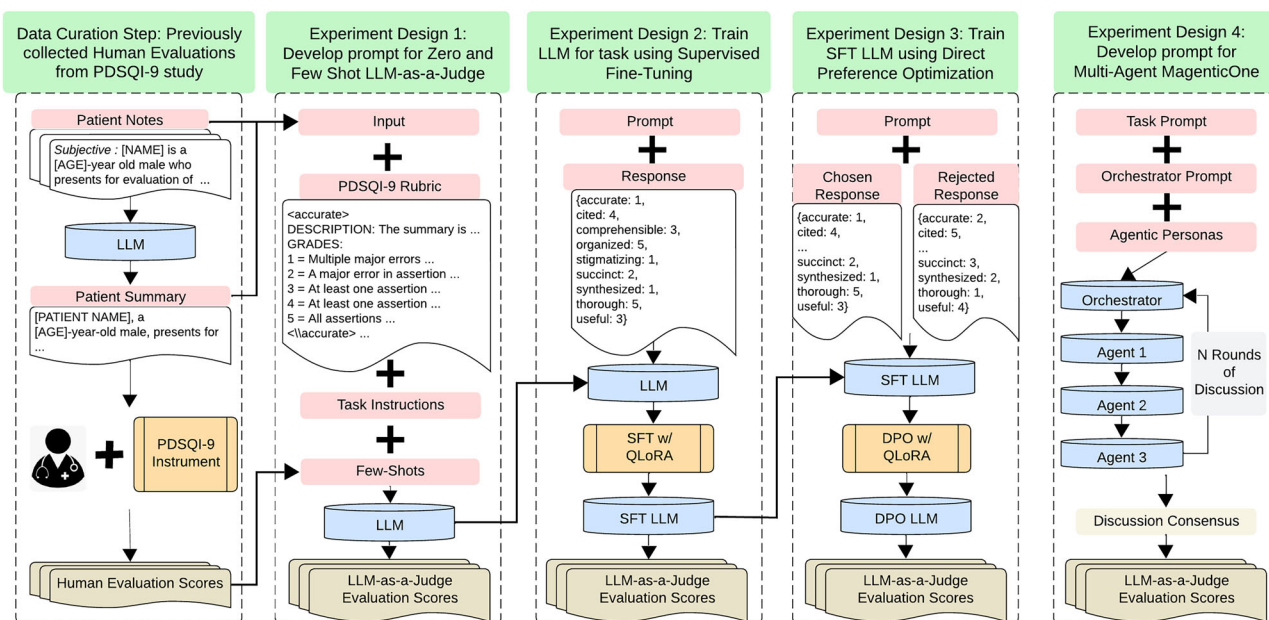 Data Curation Step: Previously
collected Human Evaluations
from PDSQI-9 study
Patient Notes
Subjective : [NAME] is a
[AGE]-year old male who
presents for evaluation of ...
LLM
Patient Summary
[PATIENT NAME], a
[AGE]-year-old male, presents for
...
PDSQI-9
Instrument
Human Evaluation Scores
Experiment Design 1:
Develop prompt for Zero and
Few Shot LLM-as-a-Judge
Input
PDSQI-9 Rubric
<accurate>
DESCRIPTION: The summary is ...
GRADES:
1 = Multiple major errors ...
2 = A major error in assertion ...
3 = At least one assertion ...
4 = At least one assertion ...
5 = All assertions ...
<\\accurate> ...
Task Instructions
Few-Shots
LLM
LLM-as-a-Judge
Evaluation Scores
Experiment Design 2: Train
LLM for task using Supervised
Fine-Tuning
Prompt
Response
{accurate: 1,
cited: 4,
comprehensible: 3,
organized: 5,
stigmatizing: 1,
succinct: 2,
synthesized: 1,
thorough: 5,
useful: 3}
LLM
SFT w/
QLoRA
SFT LLM
LLM-as-a-Judge
Evaluation Scores
Experiment Design 3: Train
SFT LLM using Direct
Preference Optimization
Prompt
Chosen
Response
{accurate: 1,
cited: 4,
...
succinct: 2,
synthesized: 1,
thorough: 5,
useful: 3}
Rejected
Response
{accurate: 2,
cited: 5,
...
succinct: 3,
synthesized: 2,
thorough: 1,
useful: 4}
SFT LLM
DPO w/
QLoRA
DPO LLM
LLM-as-a-Judge
Evaluation Scores
Experiment Design 4:
Develop prompt for
Multi-Agent MagenticOne
Task Prompt
Orchestrator Prompt
Agentic Personas
Orchestrator
Agent 1
Agent 2
Agent 3
N Rounds
of
Discussion
Discussion Consensus
LLM-as-a-Judge
Evaluation Scores